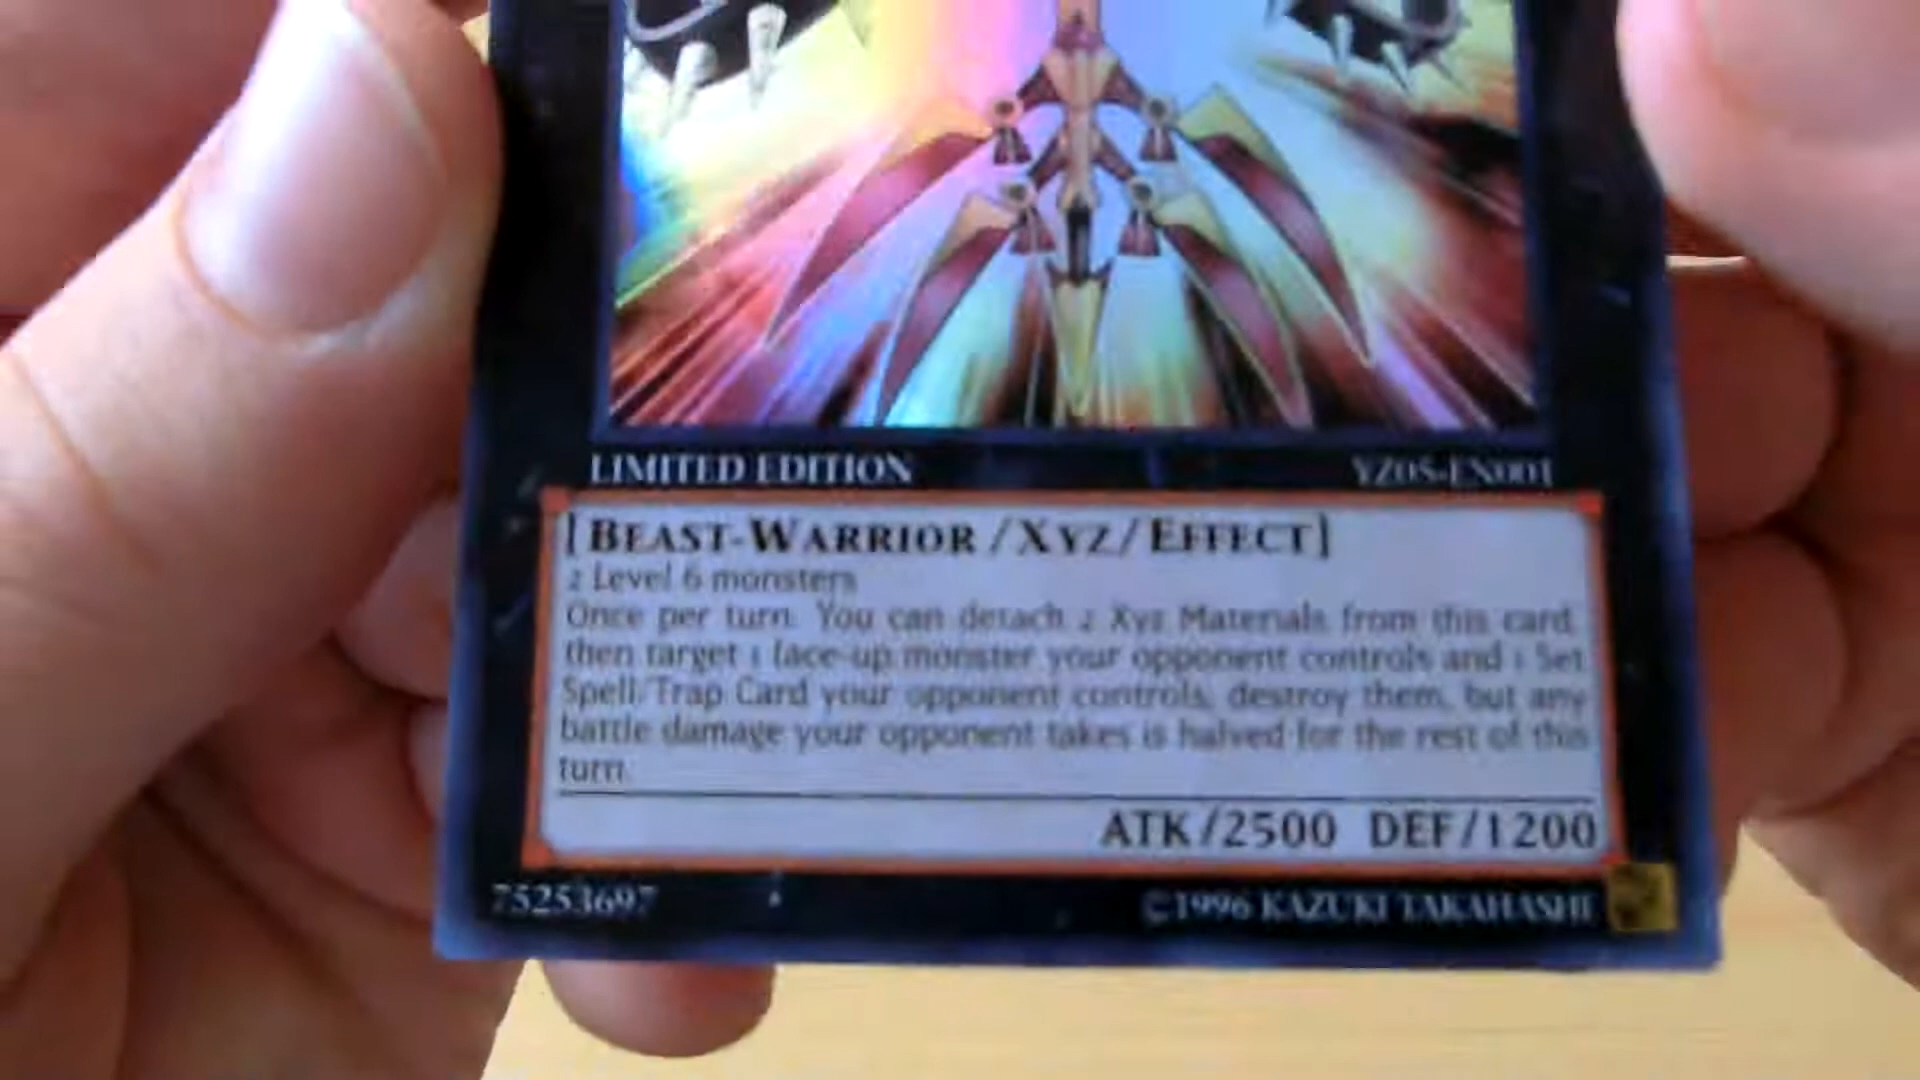 LIMITED EDITION YZ05-EN001
[BEAST-WARRIOR/XYZ/EFFECT]
2 Level 6 monsters
Once per turn: You can detach 2 Xyz Materials from this card,
then target 1 face-up monster your opponent controls and 1 Set
Spell/Trap Card your opponent controls; destroy them, but any
battle damage your opponent takes is halved for the rest of this
turn.
ATK/2500 DEF/1200
75253697 ©1996 KAZUKI TAKAHASHI